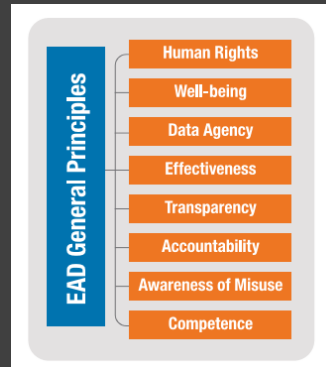 EAD General Principles
Human Rights
Well-being
Data Agency
Effectiveness
Transparency
Accountability
Awareness of Misuse
Competence